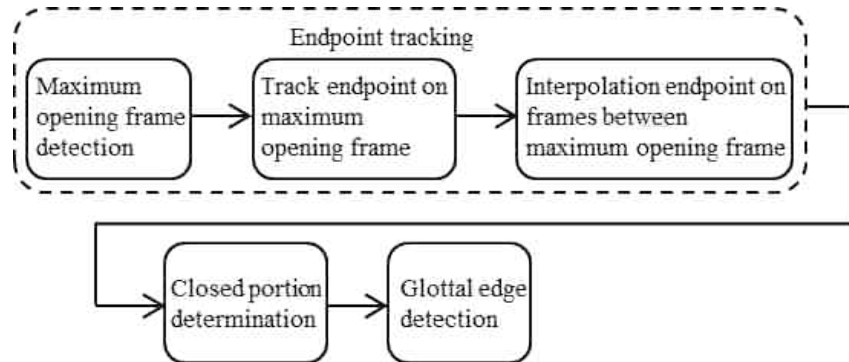 Endpoint tracking
Maximum
opening frame
detection
Track endpoint on
maximum
opening frame
Interpolation endpoint on
frames between
maximum opening frame
Closed portion
determination
Glottal edge
detection